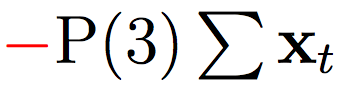 −P(3) ∑ x_t